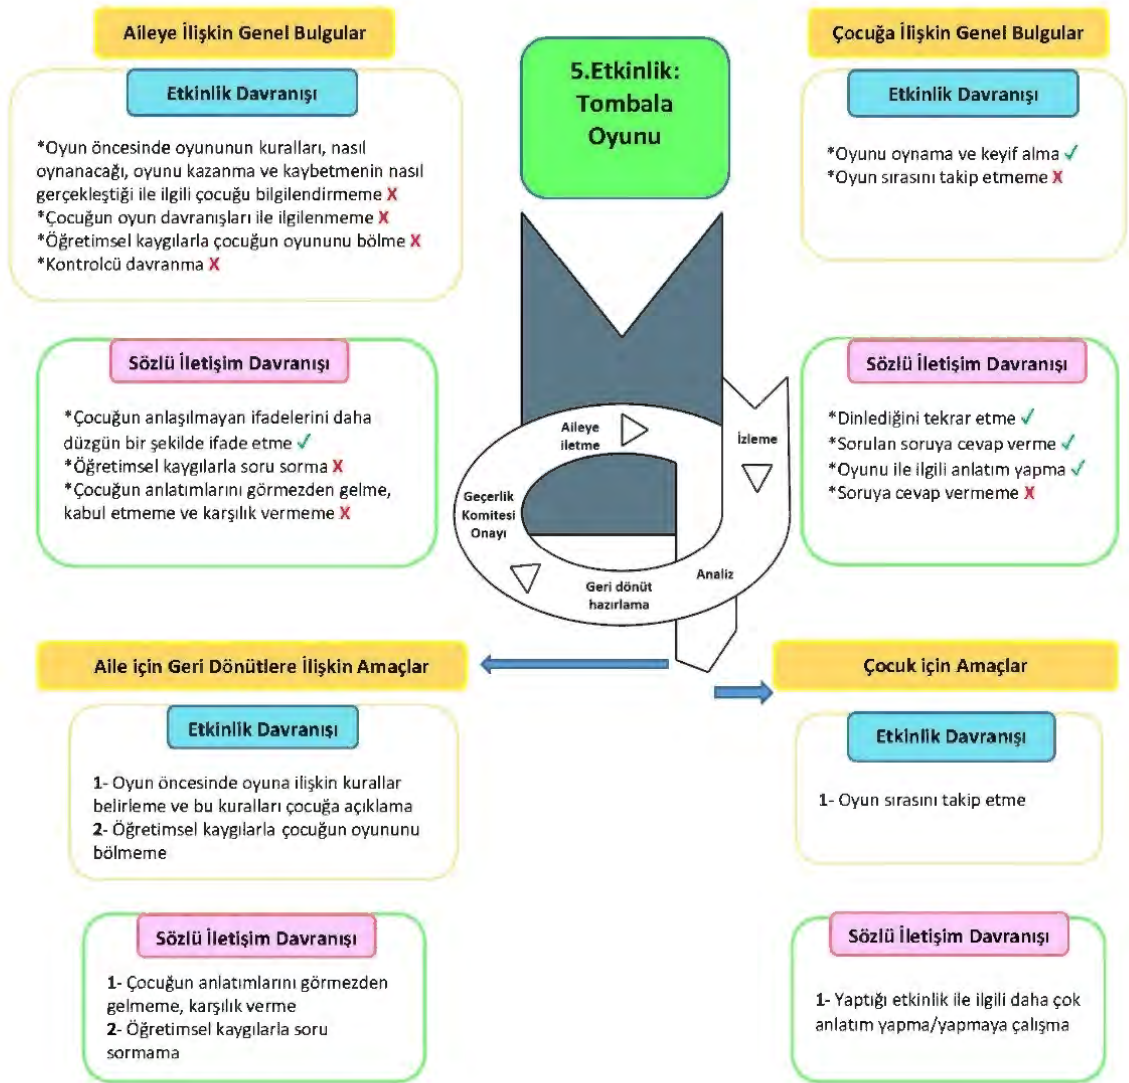 Aileye İlişkin Genel Bulgular
Etkinlik Davranışı
*Oyun öncesinde oyununun kuralları, nasıl
oynanacağı, oyunu kazanma ve kaybetmenin nasıl
gerçekleştiği ile ilgili çocuğu bilgilendirmeme X
*Çocuğun oyun davranışları ile ilgilenmeme X
*Öğretimsel kaygılarla çocuğun oyununu bölme X
*Kontrolcü davranma X
Sözlü İletişim Davranışı
*Çocuğun anlaşılmayan ifadelerini daha
düzgün bir şekilde ifade etme ✓
*Öğretimsel kaygılarla soru sorma X
*Çocuğun anlatımlarını görmezden gelme,
kabul etmeme ve karşılık vermeme X
5.Etkinlik:
Tombala
Oyunu
Aileye
iletme
İzleme
Geçerlik
Komitesi
Onayı
Analiz
Geri dönüt
hazırlama
Çocuğa İlişkin Genel Bulgular
Etkinlik Davranışı
*Oyunu oynama ve keyif alma ✓
*Oyun sırasını takip etmeme X
Sözlü İletişim Davranışı
*Dinlediğini tekrar etme ✓
*Sorulan soruya cevap verme ✓
*Oyunu ile ilgili anlatım yapma ✓
*Soruya cevap vermeme X
Aile için Geri Dönütlere İlişkin Amaçlar
Etkinlik Davranışı
1- Oyun öncesinde oyuna ilişkin kurallar
belirleme ve bu kuralları çocuğa açıklama
2- Öğretimsel kaygılarla çocuğun oyununu
bölmeme
Sözlü İletişim Davranışı
1- Çocuğun anlatımlarını görmezden
gelmeme, karşılık verme
2- Öğretimsel kaygılarla soru
sormama
Çocuk için Amaçlar
Etkinlik Davranışı
1- Oyun sırasını takip etme
Sözlü İletişim Davranışı
1- Yaptığı etkinlik ile ilgili daha çok
anlatım yapma/yapmaya çalışma